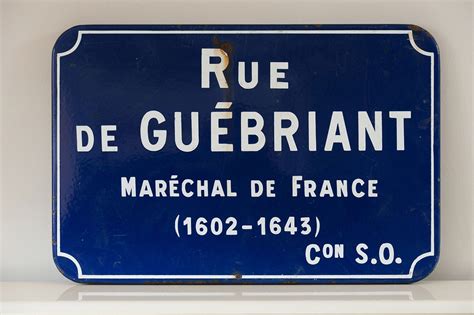 RUE
DE GUÉBRIANT
MARÉCHAL DE FRANCE
(1602-1643)
CON S.O.